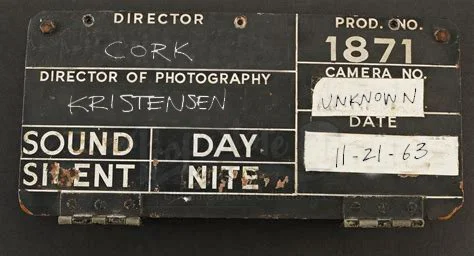 DIRECTOR
CORK
DIRECTOR OF PHOTOGRAPHY
KRISTENSEN
SOUND DAY
SILENT NITE
PROD. NO.
1871
CAMERA NO.
UNKNOWN
DATE
11-21-63